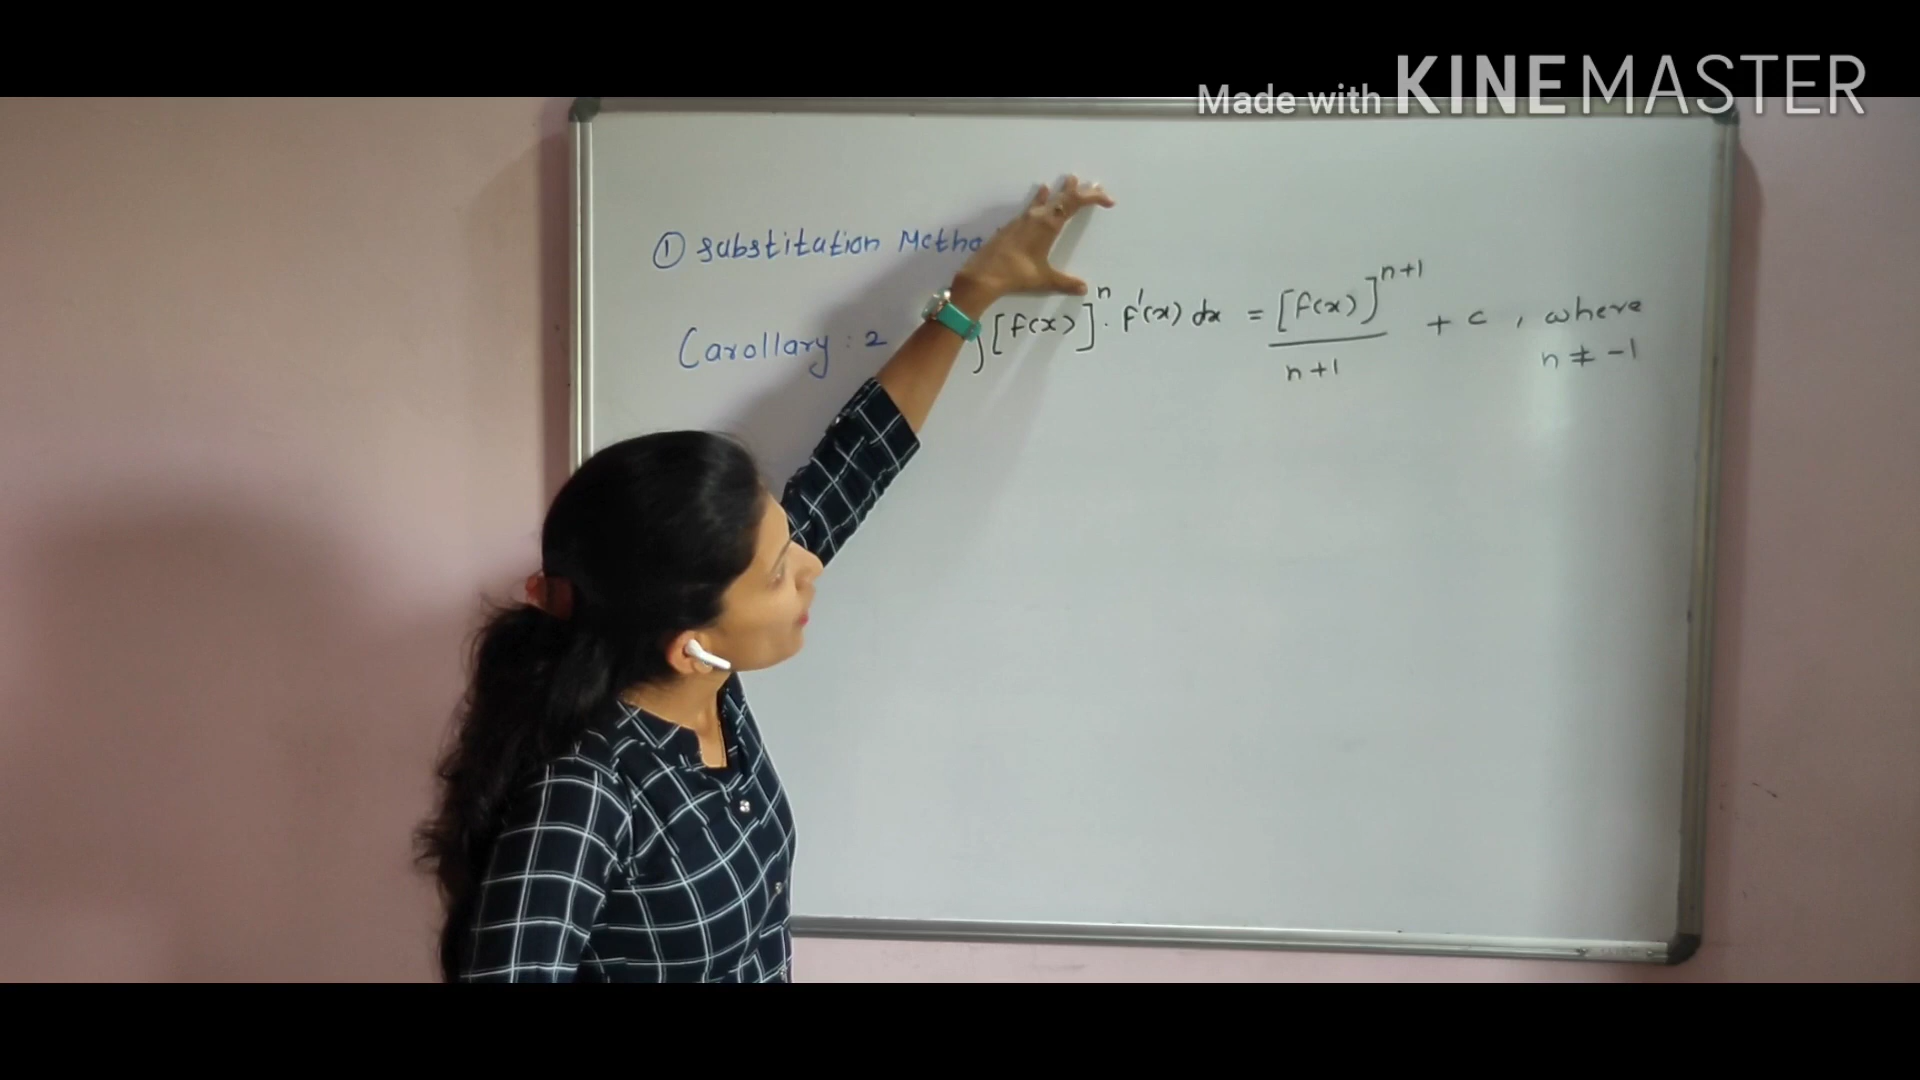 Made with KINEMASTER
① Substitution Metho
Carollary : 2 ∫[f(x)]ⁿ . f'(x) dx = [f(x)]ⁿ⁺¹ / n+1 + c , where
n ≠ -1